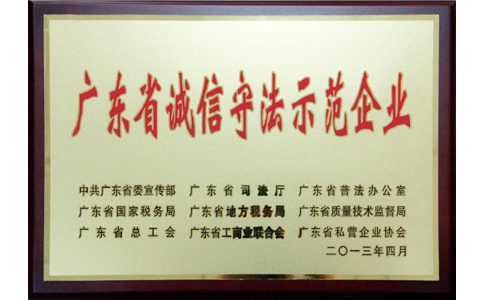 广东省诚信守法示范企业
中共广东省委宣传部 广东省司法厅 广东省普法办公室
广东省国家税务局 广东省地方税务局 广东省质量技术监督局
广东省总工会 广东省工商业联合会 广东省私营企业协会
二〇一三年四月